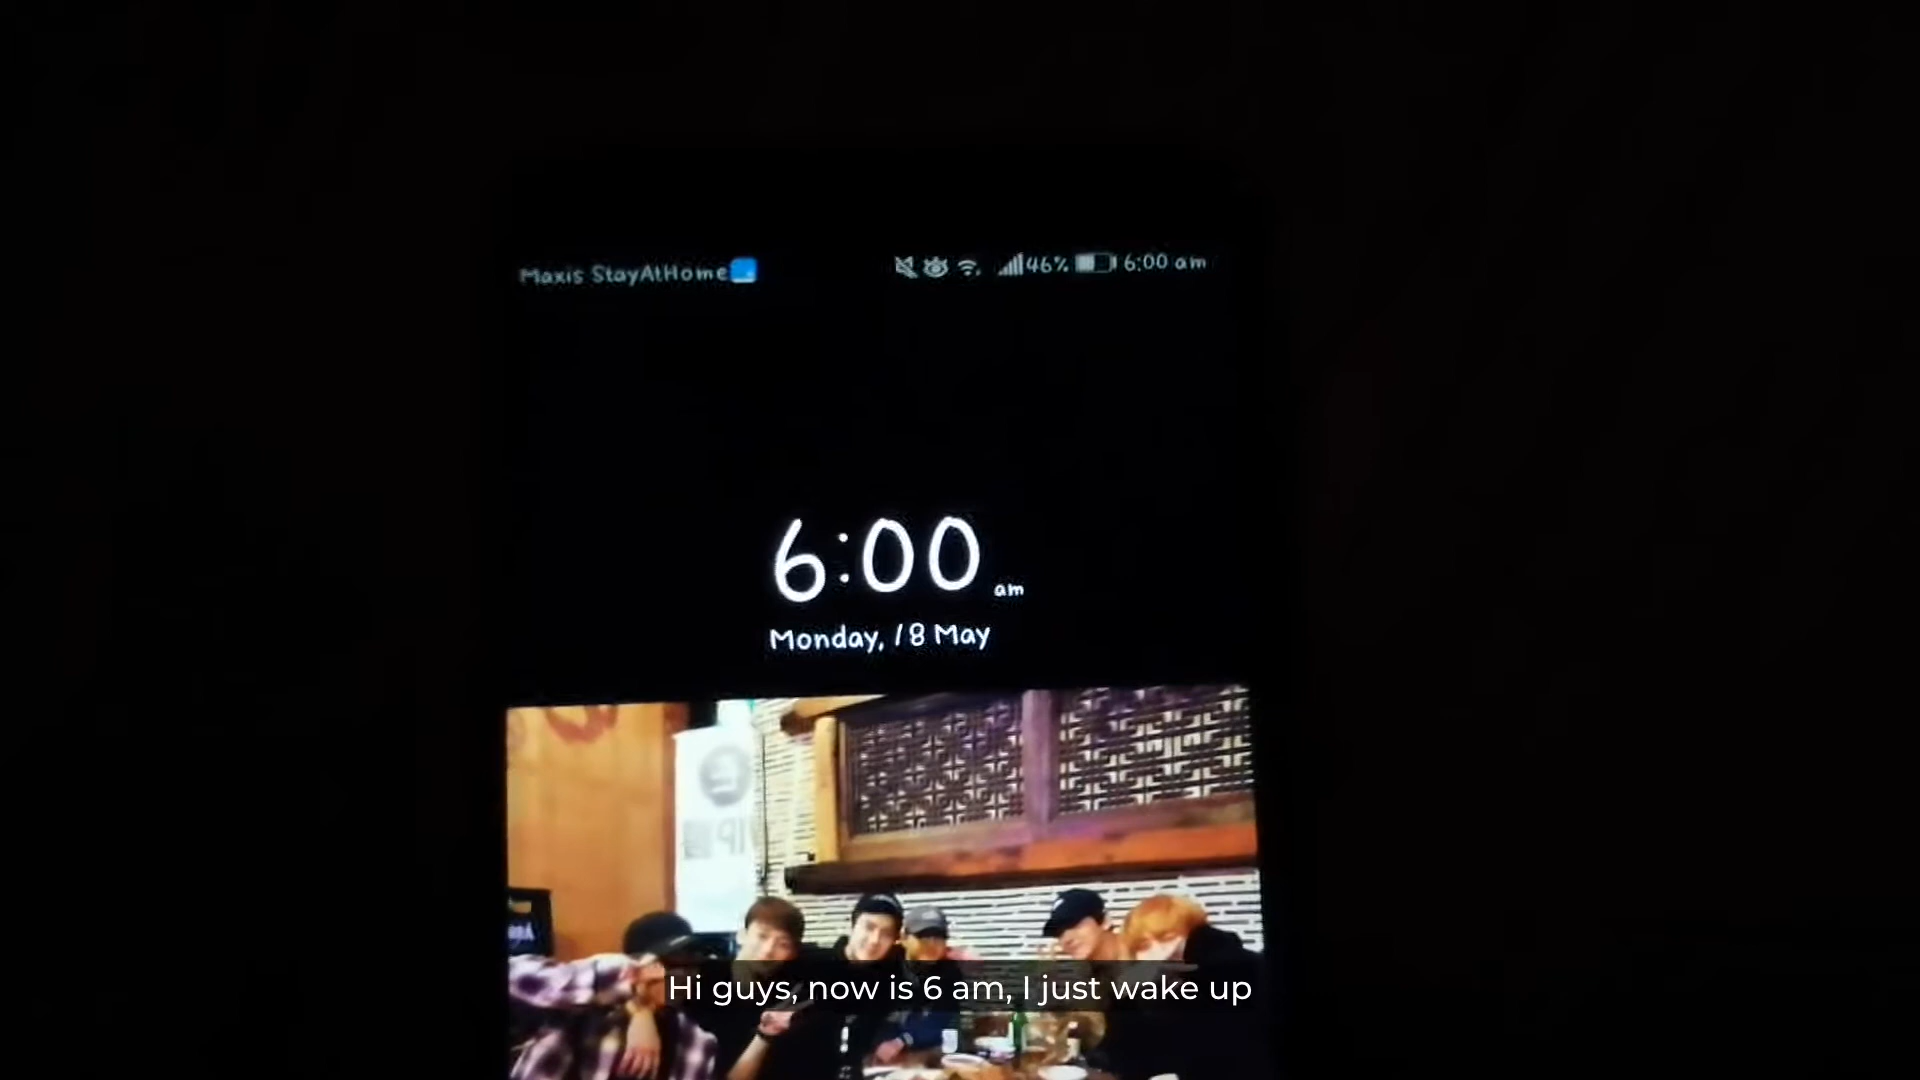 Maxis StayAtHome
46% 6:00 am
6:00 am
Monday, 18 May
Hi guys, now is 6 am, I just wake up